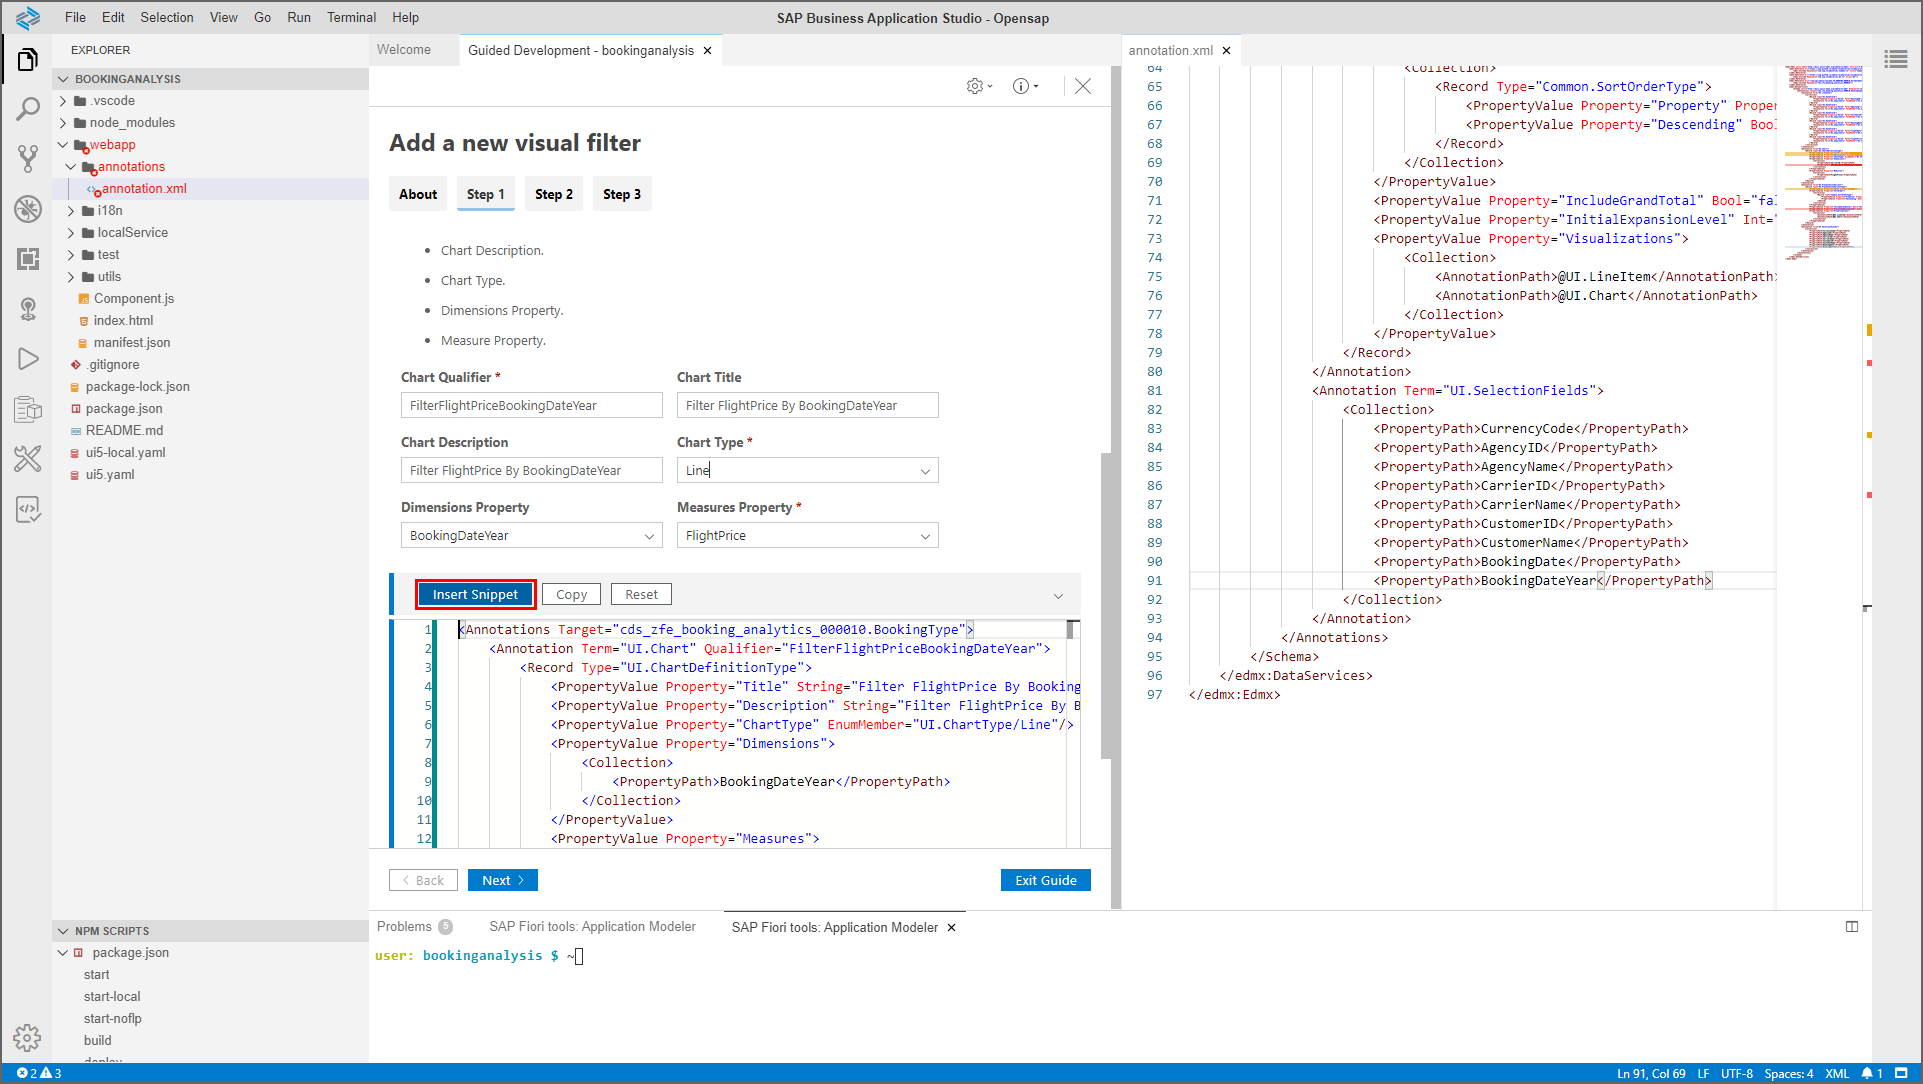 File Edit Selection View Go Run Terminal Help
SAP Business Application Studio - Opensap
EXPLORER
BOOKINGANALYSIS
.vscode
node_modules
webapp
annotations
annotation.xml
i18n
localService
test
utils
Component.js
index.html
manifest.json
.gitignore
package-lock.json
package.json
README.md
ui5-local.yaml
ui5.yaml
NPM SCRIPTS
package.json
start
start-local
start-noflp
build
deploy
Welcome
Guided Development - bookinganalysis
Add a new visual filter
About Step 1 Step 2 Step 3
• Chart Description.
• Chart Type.
• Dimensions Property.
• Measure Property.
Chart Qualifier * Chart Title
FilterFlightPriceBookingDateYear Filter FlightPrice By BookingDateYear
Chart Description Chart Type *
Filter FlightPrice By BookingDateYear Line
Dimensions Property Measures Property *
BookingDateYear FlightPrice
Insert Snippet Copy Reset
1 <Annotations Target="cds_zfe_booking_analytics_000010.BookingType">
2 <Annotation Term="UI.Chart" Qualifier="FilterFlightPriceBookingDateYear">
3 <Record Type="UI.ChartDefinitionType">
4 <PropertyValue Property="Title" String="Filter FlightPrice By Booking
5 <PropertyValue Property="Description" String="Filter FlightPrice By B
6 <PropertyValue Property="ChartType" EnumMember="UI.ChartType/Line"/>
7 <PropertyValue Property="Dimensions">
8 <Collection>
9 <PropertyPath>BookingDateYear</PropertyPath>
10 </Collection>
11 </PropertyValue>
12 <PropertyValue Property="Measures">
Back Next Exit Guide
annotation.xml
64 <Collection>
65 <Record Type="Common.SortOrderType">
66 <PropertyValue Property="Property" Proper
67 <PropertyValue Property="Descending" Bool
68 </Record>
69 </Collection>
70 </PropertyValue>
71 <PropertyValue Property="IncludeGrandTotal" Bool="fal
72 <PropertyValue Property="InitialExpansionLevel" Int="
73 <PropertyValue Property="Visualizations">
74 <Collection>
75 <AnnotationPath>@UI.LineItem</AnnotationPath>
76 <AnnotationPath>@UI.Chart</AnnotationPath>
77 </Collection>
78 </PropertyValue>
79 </Record>
80 </Annotation>
81 <Annotation Term="UI.SelectionFields">
82 <Collection>
83 <PropertyPath>CurrencyCode</PropertyPath>
84 <PropertyPath>AgencyID</PropertyPath>
85 <PropertyPath>AgencyName</PropertyPath>
86 <PropertyPath>CarrierID</PropertyPath>
87 <PropertyPath>CarrierName</PropertyPath>
88 <PropertyPath>CustomerID</PropertyPath>
89 <PropertyPath>CustomerName</PropertyPath>
90 <PropertyPath>BookingDate</PropertyPath>
91 <PropertyPath>BookingDateYear</PropertyPath>
92 </Collection>
93 </Annotation>
94 </Annotations>
95 </Schema>
96 </edmx:DataServices>
97 </edmx:Edmx>
Problems 5 SAP Fiori tools: Application Modeler SAP Fiori tools: Application Modeler
user: bookinganalysis $ ~
2 3 Ln 91, Col 69 LF UTF-8 Spaces: 4 XML 1